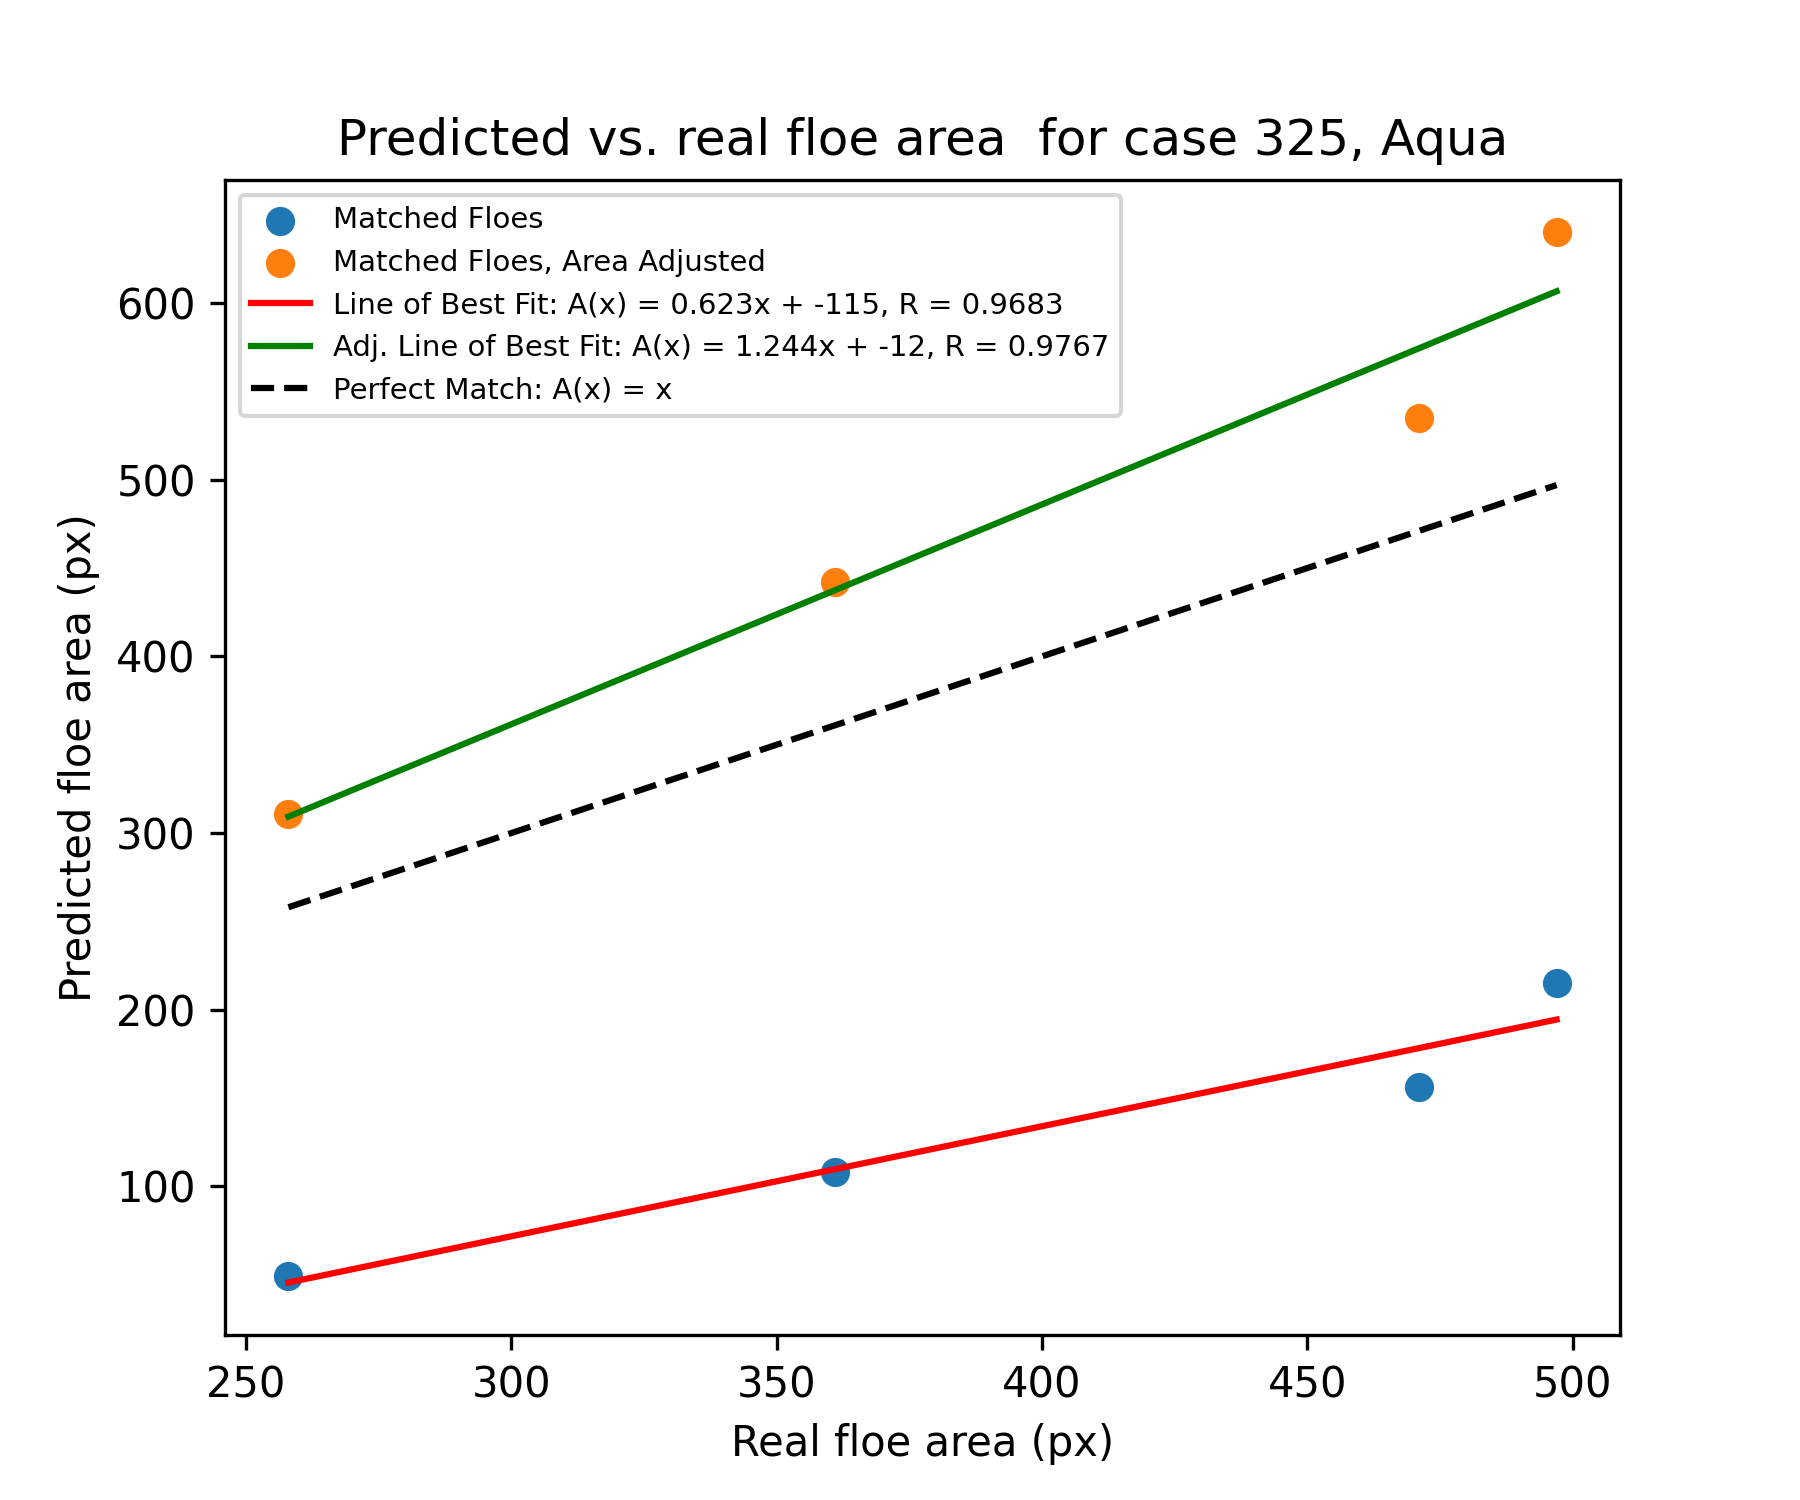 Predicted vs. real floe area  for case 325, Aqua
Matched Floes
Matched Floes, Area Adjusted
Line of Best Fit: A(x) = 0.623x + -115, R = 0.9683
Adj. Line of Best Fit: A(x) = 1.244x + -12, R = 0.9767
Perfect Match: A(x) = x
600
500
400
300
200
100
Predicted floe area (px)
250 300 350 400 450 500
Real floe area (px)